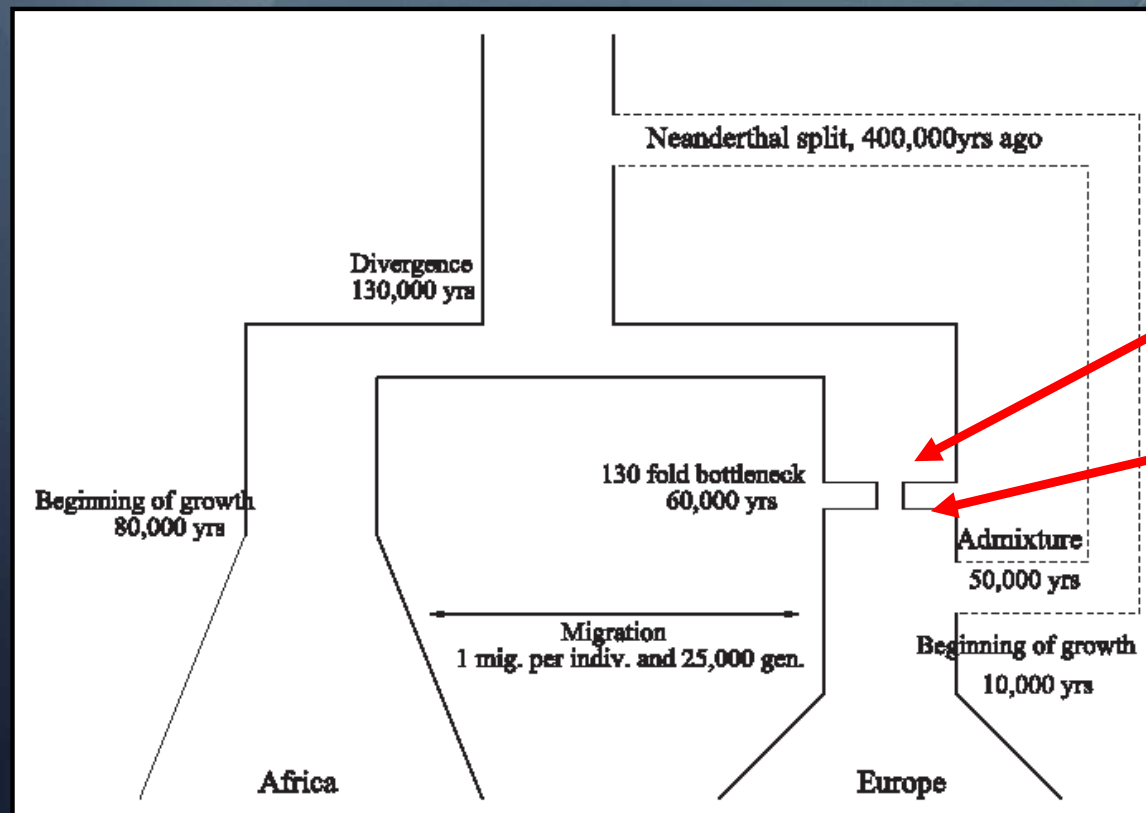 Neanderthal split, 400,000yrs ago
Divergence
130,000 yrs
130 fold bottleneck
60,000 yrs
Beginning of growth
80,000 yrs
Admixture
50,000 yrs
Migration
1 mig. per indiv. and 25,000 gen.
Beginning of growth
10,000 yrs
Africa
Europe